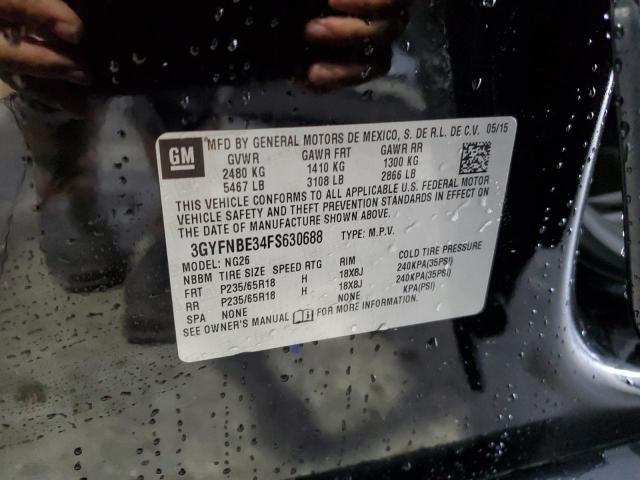 GM
MFD BY GENERAL MOTORS DE MEXICO, S. DE R.L. DE C.V. 05/15
GVWR GAWR FRT GAWR RR
2480 KG 1410 KG 1300 KG
5467 LB 3108 LB 2866 LB
THIS VEHICLE CONFORMS TO ALL APPLICABLE U.S. FEDERAL MOTOR
VEHICLE SAFETY AND THEFT PREVENTION STANDARDS IN EFFECT ON
THE DATE OF MANUFACTURE SHOWN ABOVE.
3GYFNBE34FS630688 TYPE: M.P.V.
MODEL: NG26
NBBM TIRE SIZE SPEED RTG RIM COLD TIRE PRESSURE
FRT P235/65R18 H 18X8J 240KPA(35PSI)
RR P235/65R18 H 18X8J 240KPA(35PSI)
SPA NONE NONE KPA(PSI)
SEE OWNER'S MANUAL FOR MORE INFORMATION.